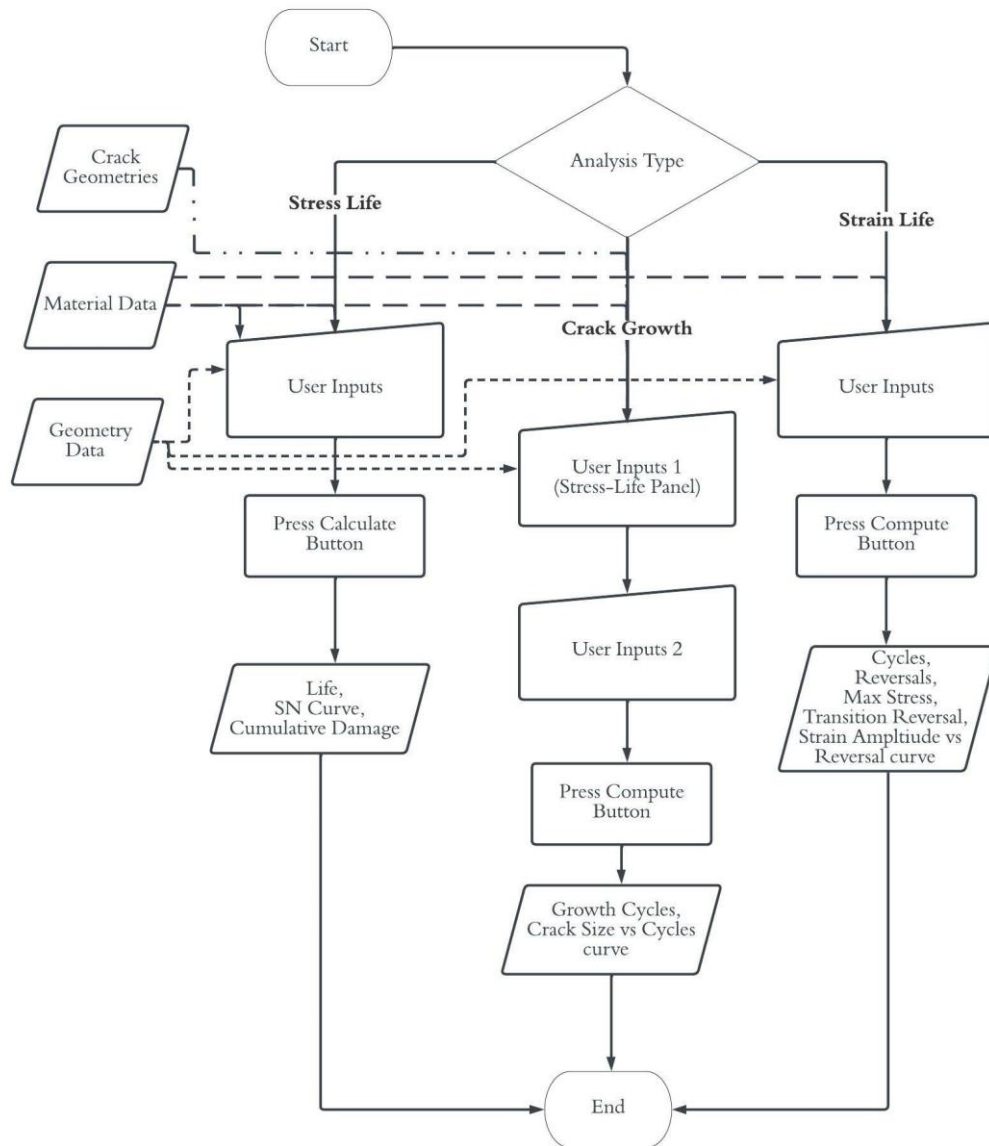 Start
Analysis Type
Crack
Geometries
Stress Life
Strain Life
Material Data
Crack Growth
User Inputs
User Inputs
Geometry
Data
User Inputs 1
(Stress-Life Panel)
Press Calculate
Button
Press Compute
Button
User Inputs 2
Life,
SN Curve,
Cumulative Damage
Cycles,
Reversals,
Max Stress,
Transition Reversal,
Strain Ampltiude vs
Reversal curve
Press Compute
Button
Growth Cycles,
Crack Size vs Cycles
curve
End